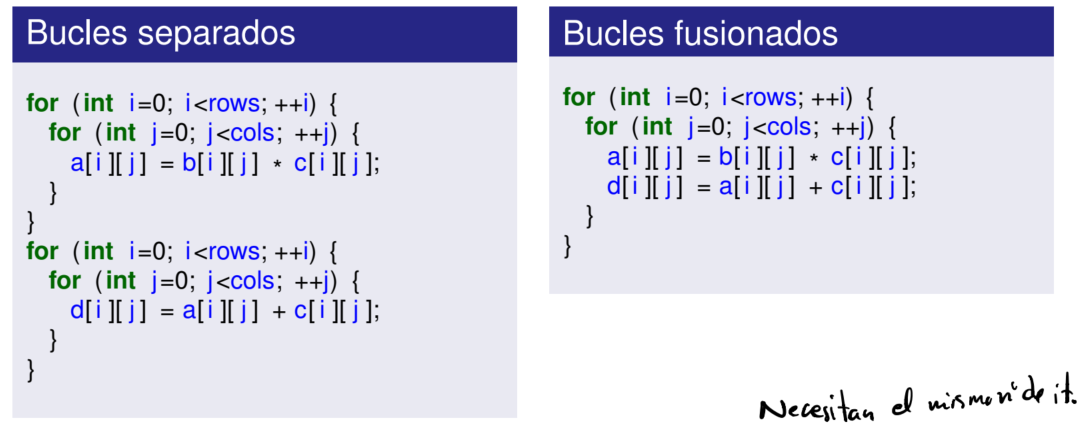 Bucles separados
for (int i=0; i<rows; ++i) {
for (int j=0; j<cols; ++j) {
a[i][j] = b[i][j] * c[i][j];
}
}
for (int i=0; i<rows; ++i) {
for (int j=0; j<cols; ++j) {
d[i][j] = a[i][j] + c[i][j];
}
}
Bucles fusionados
for (int i=0; i<rows; ++i) {
for (int j=0; j<cols; ++j) {
a[i][j] = b[i][j] * c[i][j];
d[i][j] = a[i][j] + c[i][j];
}
}
Necesitan el mismo nº de it.